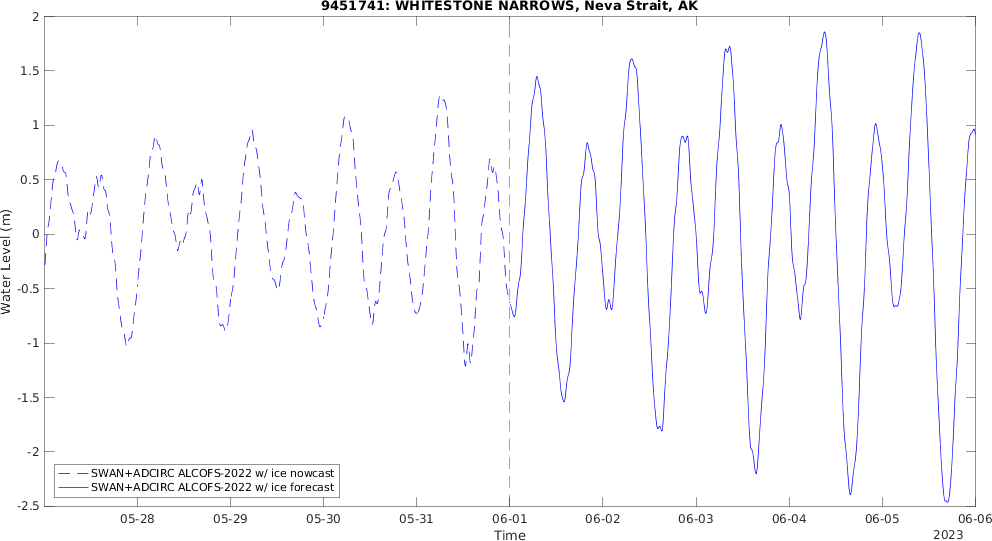 9451741: WHITESTONE NARROWS, Neva Strait, AK
2
1.5
1
0.5
0
-0.5
-1
-1.5
-2
-2.5
Water Level (m)
SWAN+ADCIRC ALCOFS-2022 w/ ice nowcast
SWAN+ADCIRC ALCOFS-2022 w/ ice forecast
05-28 05-29 05-30 05-31 06-01 06-02 06-03 06-04 06-05 06-06
Time
2023